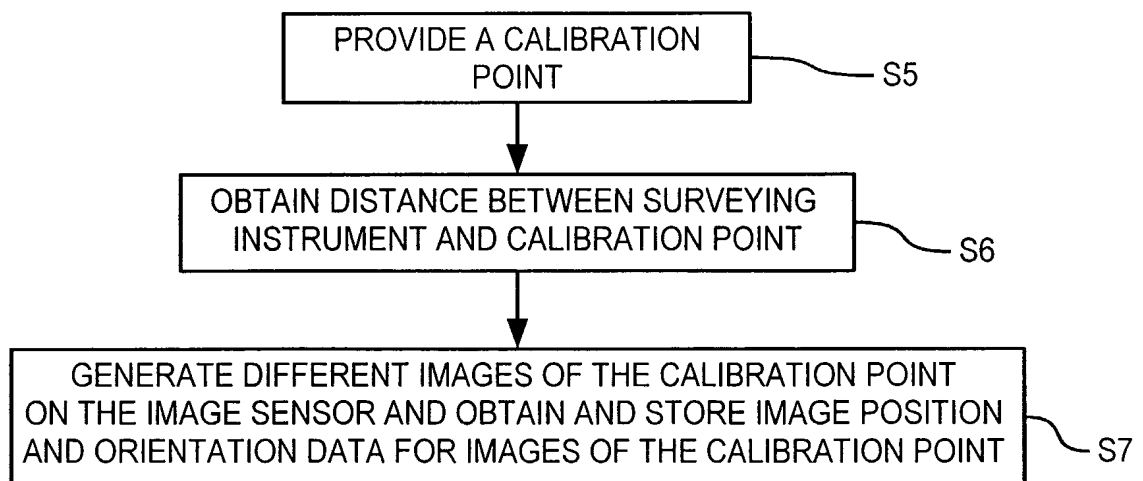 PROVIDE A CALIBRATION
POINT
S5
OBTAIN DISTANCE BETWEEN SURVEYING
INSTRUMENT AND CALIBRATION POINT
S6
GENERATE DIFFERENT IMAGES OF THE CALIBRATION POINT
ON THE IMAGE SENSOR AND OBTAIN AND STORE IMAGE POSITION
AND ORIENTATION DATA FOR IMAGES OF THE CALIBRATION POINT
S7